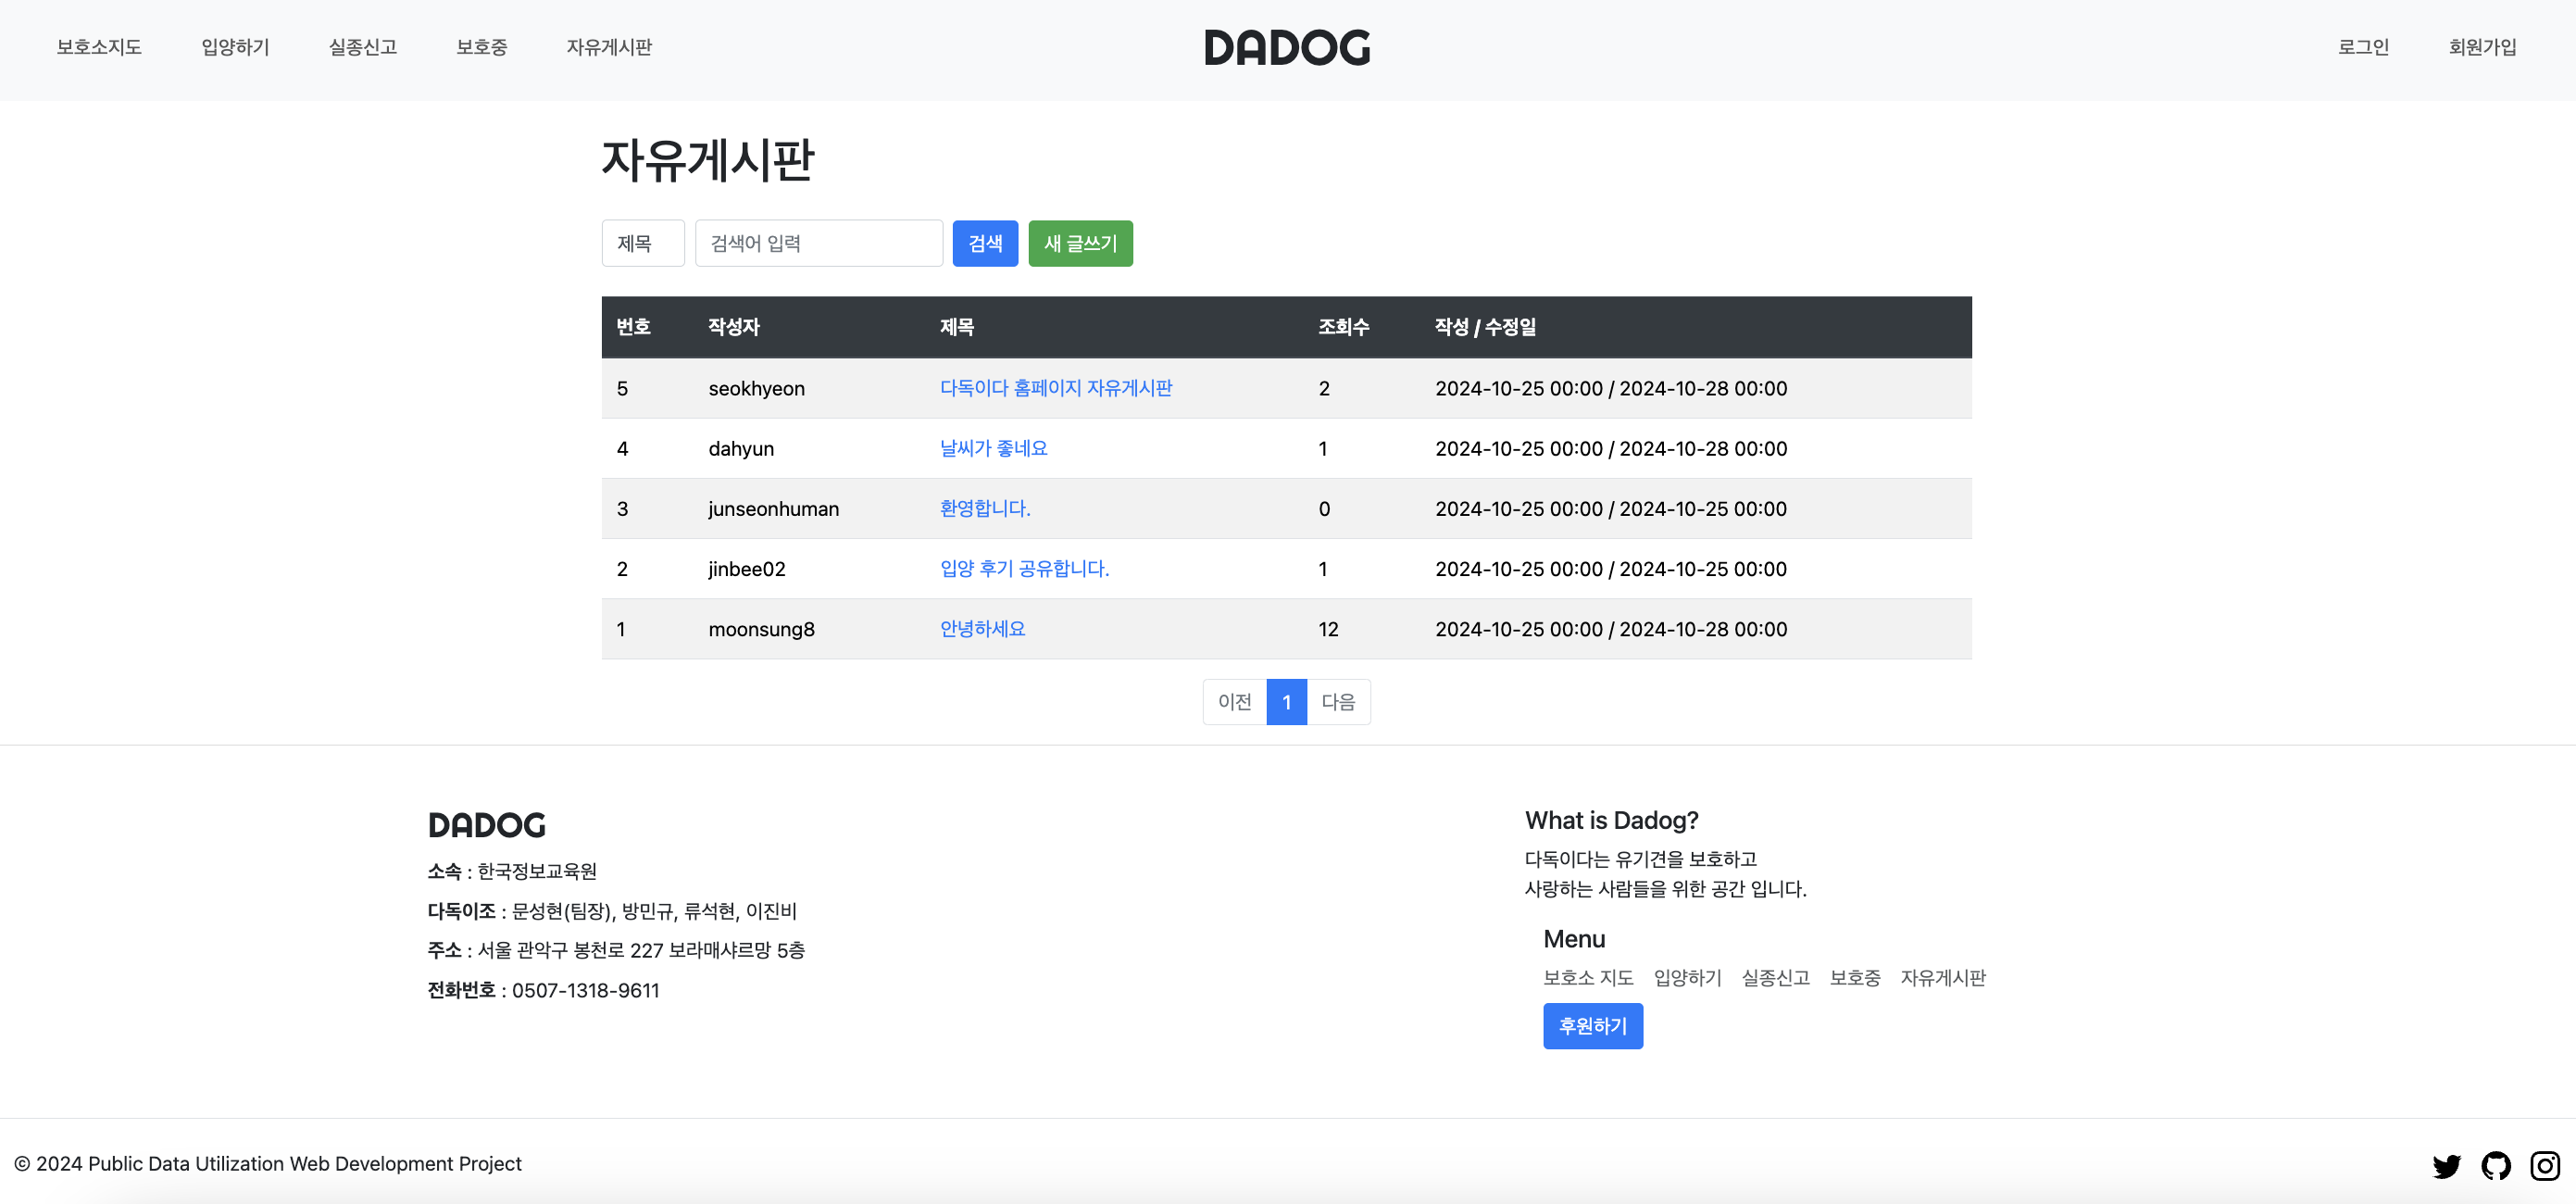 보호소지도 입양하기 실종신고 보호중 자유게시판 DADOG 로그인 회원가입
자유게시판
제목 검색어 입력 검색 새 글쓰기
번호 작성자 제목 조회수 작성 / 수정일
5 seokhyeon 다독이다 홈페이지 자유게시판 2 2024-10-25 00:00 / 2024-10-28 00:00
4 dahyun 날씨가 좋네요 1 2024-10-25 00:00 / 2024-10-28 00:00
3 junseonhuman 환영합니다. 0 2024-10-25 00:00 / 2024-10-25 00:00
2 jinbee02 입양 후기 공유합니다. 1 2024-10-25 00:00 / 2024-10-25 00:00
1 moonsung8 안녕하세요 12 2024-10-25 00:00 / 2024-10-28 00:00
이전 1 다음
DADOG
소속 : 한국정보교육원
다독이조 : 문성현(팀장), 방민규, 류석현, 이진비
주소 : 서울 관악구 봉천로 227 보라매샤르망 5층
전화번호 : 0507-1318-9611
What is Dadog?
다독이다는 유기견을 보호하고
사랑하는 사람들을 위한 공간 입니다.
Menu
보호소 지도 입양하기 실종신고 보호중 자유게시판
후원하기
© 2024 Public Data Utilization Web Development Project